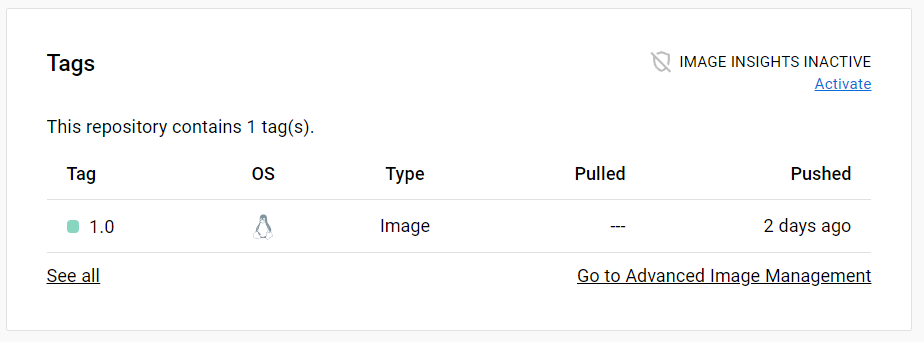 Tags
IMAGE INSIGHTS INACTIVE
Activate
This repository contains 1 tag(s).
Tag OS Type Pulled Pushed
1.0 Image --- 2 days ago
See all Go to Advanced Image Management